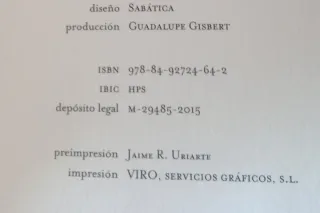 diseño SABÁTICA
producción GUADALUPE GISBERT
ISBN 978-84-92724-64-2
IBIC HPS
depósito legal M-29485-2015
preimpresión JAIME R. URIARTE
impresión VIRO, SERVICIOS GRÁFICOS, S.L.